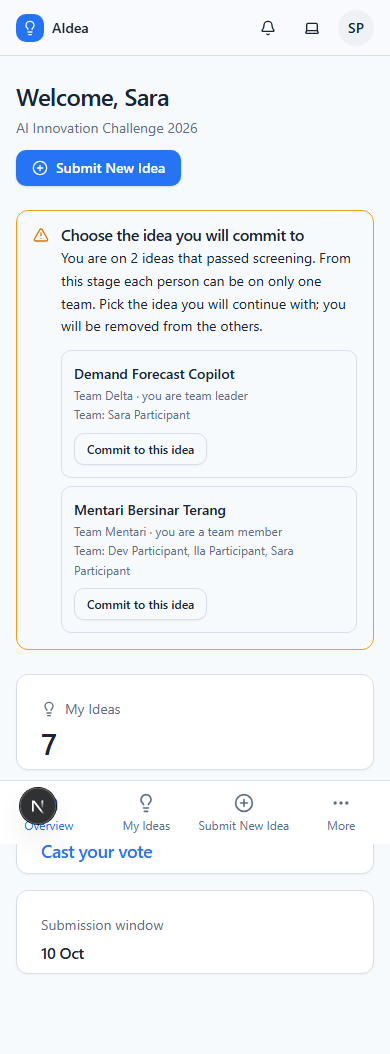 AIdea
SP
Welcome, Sara
AI Innovation Challenge 2026
Submit New Idea
Choose the idea you will commit to
You are on 2 ideas that passed screening. From
this stage each person can be on only one
team. Pick the idea you will continue with; you
will be removed from the others.
Demand Forecast Copilot
Team Delta · you are team leader
Team: Sara Participant
Commit to this idea
Mentari Bersinar Terang
Team Mentari · you are a team member
Team: Dev Participant, Ila Participant, Sara
Participant
Commit to this idea
My Ideas
7
N
Overview
My Ideas
Submit New Idea
More
Cast your vote
Submission window
10 Oct